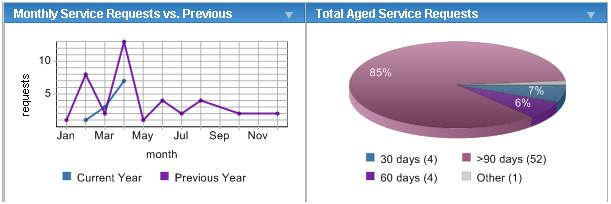 Monthly Service Requests vs. Previous
10
5
requests
Jan Mar May Jul Sep Nov
month
Current Year Previous Year
Total Aged Service Requests
85%
7%
6%
30 days (4) >90 days (52)
60 days (4) Other (1)